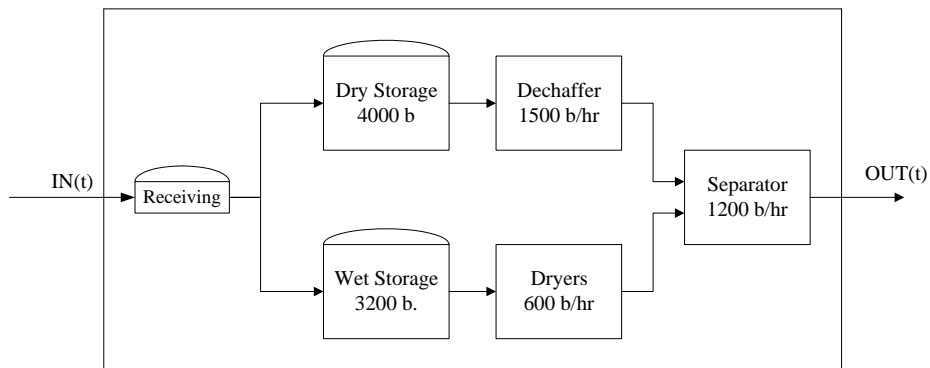 IN(t)
Receiving
Dry Storage
4000 b
Dechaffer
1500 b/hr
Wet Storage
3200 b.
Dryers
600 b/hr
Separator
1200 b/hr
OUT(t)